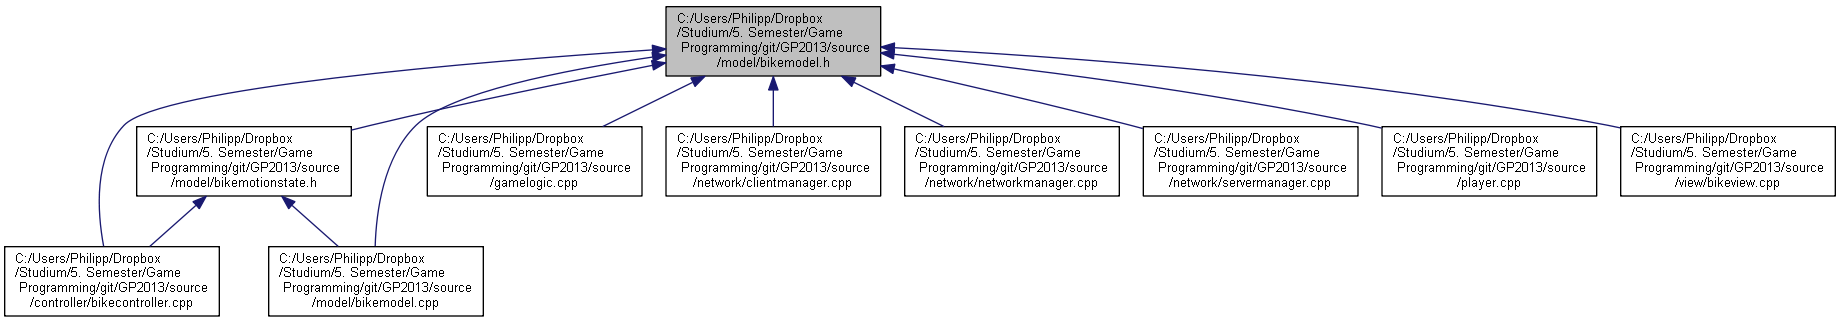 C:/Users/Philipp/Dropbox
/Studium/5. Semester/Game
Programming/git/GP2013/source
/model/bikemodel.h
C:/Users/Philipp/Dropbox
/Studium/5. Semester/Game
Programming/git/GP2013/source
/model/bikemotionstate.h
C:/Users/Philipp/Dropbox
/Studium/5. Semester/Game
Programming/git/GP2013/source
/gamelogic.cpp
C:/Users/Philipp/Dropbox
/Studium/5. Semester/Game
Programming/git/GP2013/source
/network/clientmanager.cpp
C:/Users/Philipp/Dropbox
/Studium/5. Semester/Game
Programming/git/GP2013/source
/network/networkmanager.cpp
C:/Users/Philipp/Dropbox
/Studium/5. Semester/Game
Programming/git/GP2013/source
/network/servermanager.cpp
C:/Users/Philipp/Dropbox
/Studium/5. Semester/Game
Programming/git/GP2013/source
/player.cpp
C:/Users/Philipp/Dropbox
/Studium/5. Semester/Game
Programming/git/GP2013/source
/view/bikeview.cpp
C:/Users/Philipp/Dropbox
/Studium/5. Semester/Game
Programming/git/GP2013/source
/controller/bikecontroller.cpp
C:/Users/Philipp/Dropbox
/Studium/5. Semester/Game
Programming/git/GP2013/source
/model/bikemodel.cpp